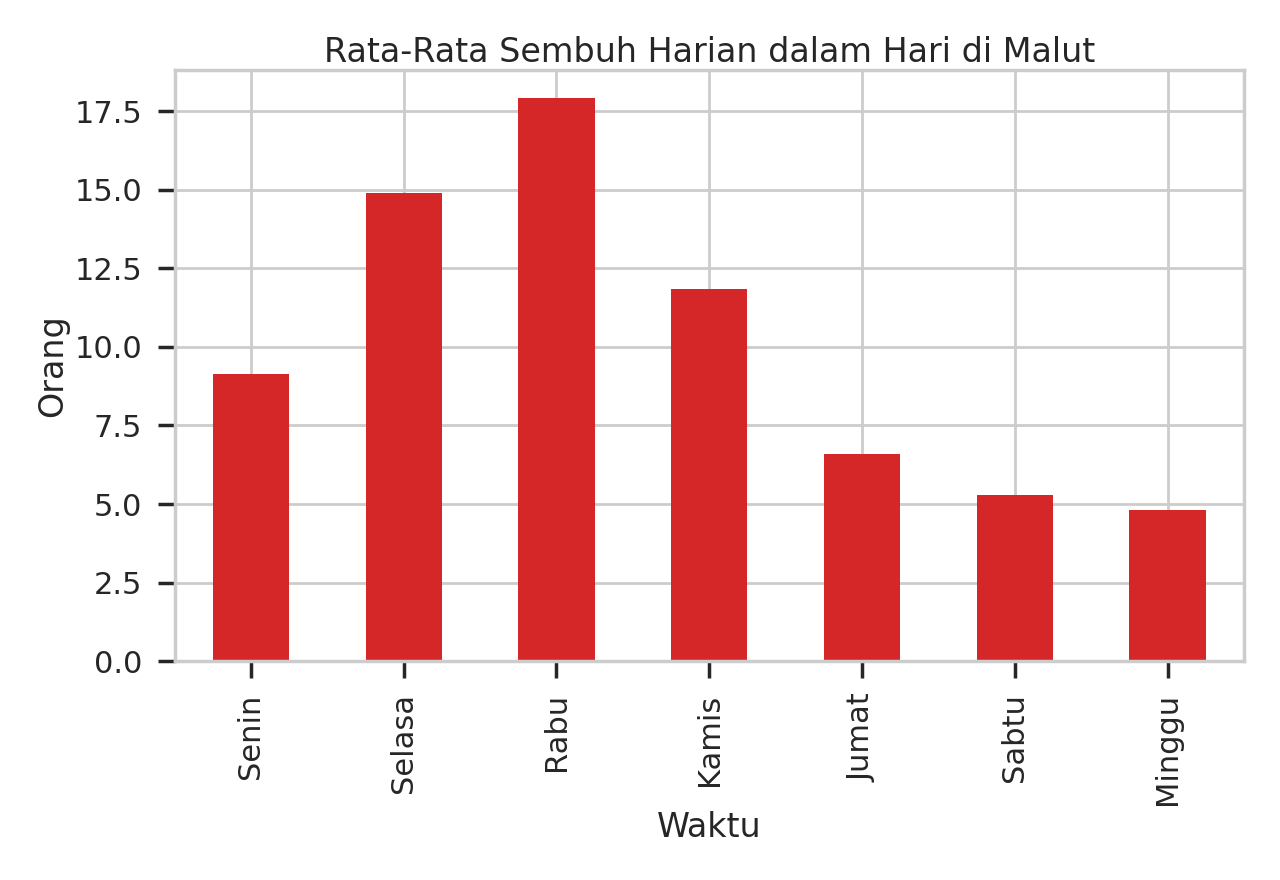 Rata-Rata Sembuh Harian dalam Hari di Malut
17.5
15.0
12.5
10.0
7.5
5.0
2.5
0.0
Orang
Senin
Selasa
Rabu
Kamis
Jumat
Sabtu
Minggu
Waktu